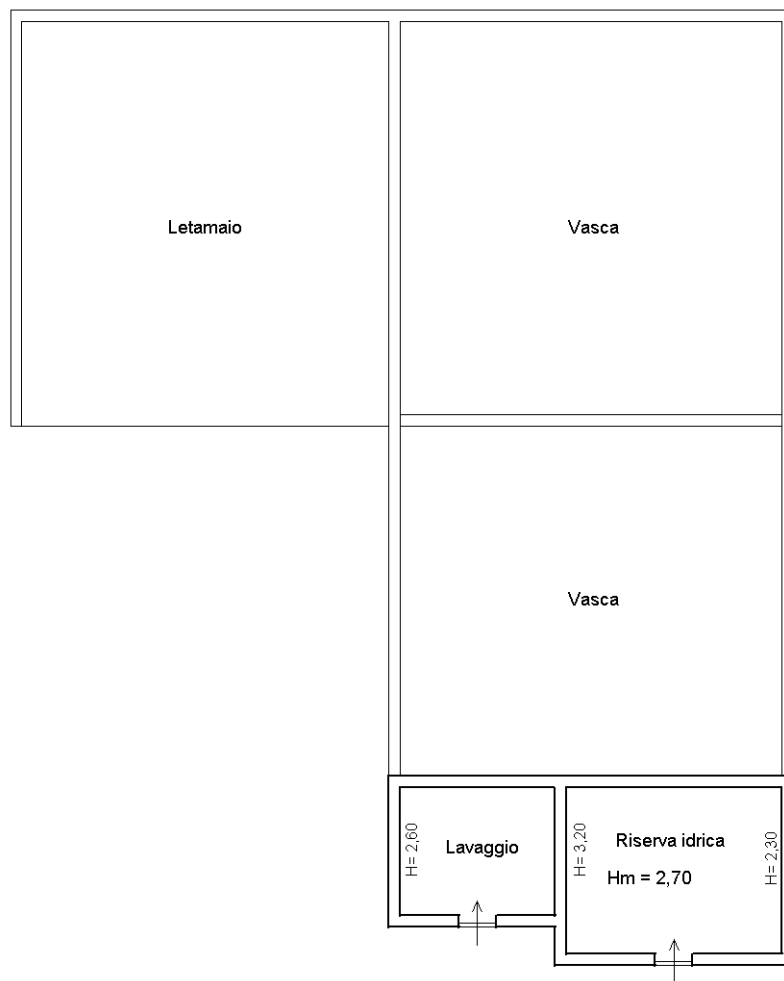 Letamaio
Vasca
Vasca
H= 2,60
Lavaggio
H= 3,20
Riserva idrica
Hm = 2,70
H= 2,30